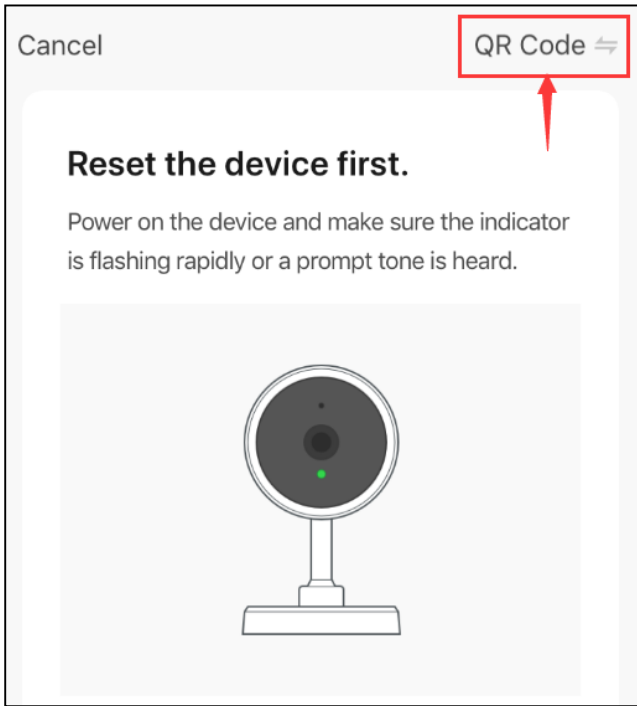 Cancel
QR Code
Reset the device first.
Power on the device and make sure the indicator
is flashing rapidly or a prompt tone is heard.